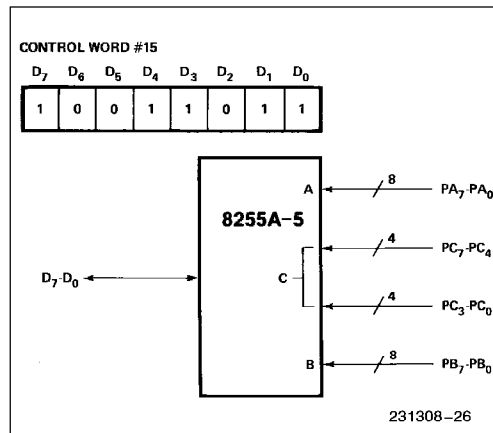 CONTROL WORD #15
D₇ D₆ D₅ D₄ D₃ D₂ D₁ D₀
1 0 0 1 1 0 1 1
8255A-5
A
8
PA₇-PA₀
4
PC₇-PC₄
D₇-D₀
C
4
PC₃-PC₀
B
8
PB₇-PB₀
231308-26